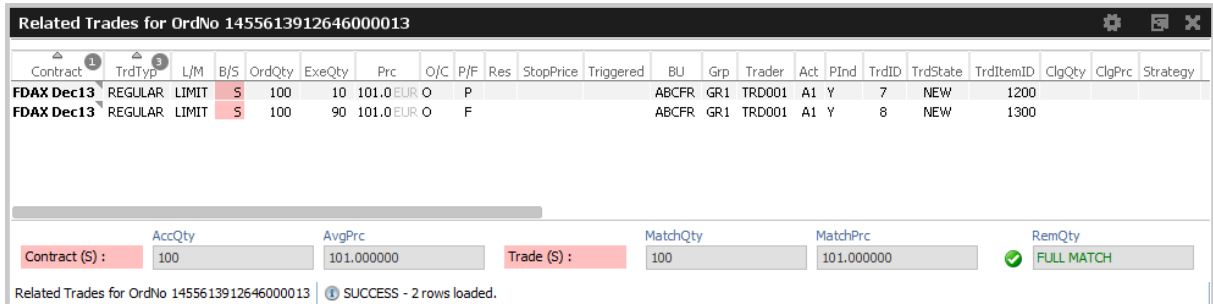 Related Trades for OrdNo 1455613912646000013
Contract 1 TrdTyp 3 L/M B/S OrdQty ExeQty Prc O/C P/F Res StopPrice Triggered BU Grp Trader Act PInd TrdID TrdState TrdItemID ClgQty ClgPrc Strategy
FDAX Dec13 REGULAR LIMIT S 100 10 101.0 EUR O P ABCFR GR1 TRD001 A1 Y 7 NEW 1200
FDAX Dec13 REGULAR LIMIT S 100 90 101.0 EUR O F ABCFR GR1 TRD001 A1 Y 8 NEW 1300
AccQty AvgPrc MatchQty MatchPrc RemQty
Contract (S) : 100 101.000000 Trade (S) : 100 101.000000 FULL MATCH
Related Trades for OrdNo 1455613912646000013 SUCCESS - 2 rows loaded.